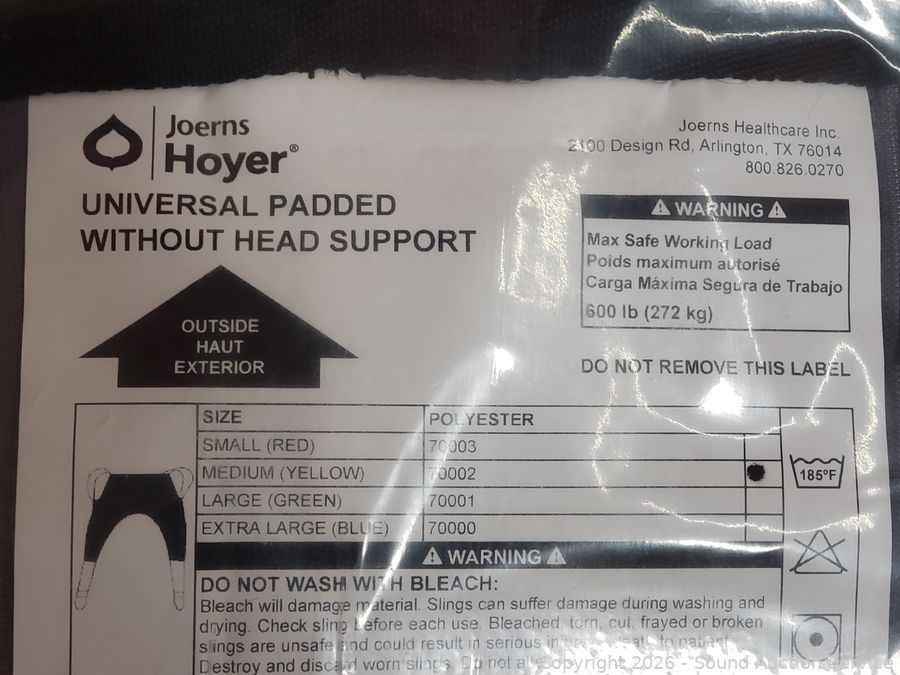 Joerns
Hoyer®
Joerns Healthcare Inc.
2100 Design Rd, Arlington, TX 76014
800.826.0270
UNIVERSAL PADDED
WITHOUT HEAD SUPPORT
WARNING
Max Safe Working Load
Poids maximum autorisé
Carga Máxima Segura de Trabajo
600 lb (272 kg)
OUTSIDE
HAUT
EXTERIOR
DO NOT REMOVE THIS LABEL
SIZE POLYESTER
SMALL (RED) 70003
MEDIUM (YELLOW) 70002
LARGE (GREEN) 70001
EXTRA LARGE (BLUE) 70000
185°F
WARNING
DO NOT WASH WITH BLEACH:
Bleach will damage material. Slings can suffer damage during washing and
drying. Check sling before each use. Bleached, torn, cut, frayed or broken
slings are unsafe and could result in serious to patient
Destroy and discard worn slings. Do not
Copyright 2026 - Sound Auction Service